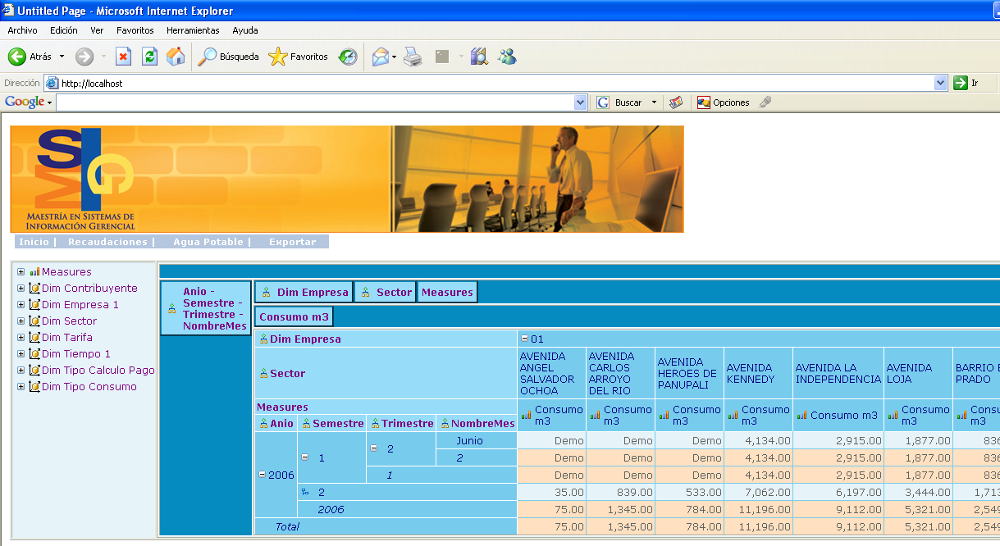 Untitled Page - Microsoft Internet Explorer
Archivo Edición Ver Favoritos Herramientas Ayuda
Atrás Búsqueda Favoritos
Dirección http://localhost Ir
Google Buscar Opciones
SIG
M
MAESTRÍA EN SISTEMAS DE
INFORMACIÓN GERENCIAL
Inicio | Recaudaciones | Agua Potable | Exportar
Measures
Dim Contribuyente
Dim Empresa 1
Dim Sector
Dim Tarifa
Dim Tiempo 1
Dim Tipo Calculo Pago
Dim Tipo Consumo
Anio -
Semestre -
Trimestre -
NombreMes
Dim Empresa Sector Measures
Consumo m3
Dim Empresa 01
Sector
AVENIDA ANGEL SALVADOR OCHOA
AVENIDA CARLOS ARROYO DEL RIO
AVENIDA HEROES DE PANUPALI
AVENIDA KENNEDY
AVENIDA LA INDEPENDENCIA
AVENIDA LOJA
BARRIO PRADO
Measures
Anio Semestre Trimestre NombreMes
Consumo m3 Consumo m3 Consumo m3 Consumo m3 Consumo m3 Consumo m3 Consu m3
2006 1 2 Junio Demo Demo Demo 4,134.00 2,915.00 1,877.00 836
2 Demo Demo Demo 4,134.00 2,915.00 1,877.00 836
1 Demo Demo Demo 4,134.00 2,915.00 1,877.00 836
2 35.00 839.00 533.00 7,062.00 6,197.00 3,444.00 1,713
2006 75.00 1,345.00 784.00 11,196.00 9,112.00 5,321.00 2,549
Total 75.00 1,345.00 784.00 11,196.00 9,112.00 5,321.00 2,549